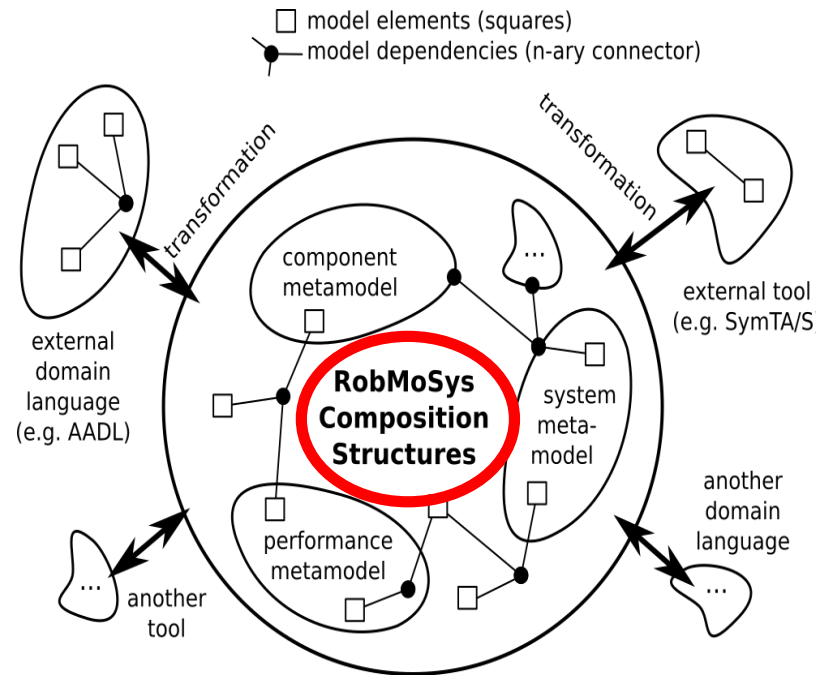 model elements (squares)
model dependencies (n-ary connector)
transformation
transformation
component
metamodel
...
external tool
(e.g. SymTA/S)
external
domain
language
(e.g. AADL)
RobMoSys
Composition
Structures
system
meta-
model
another
domain
language
performance
metamodel
...
another
tool
...